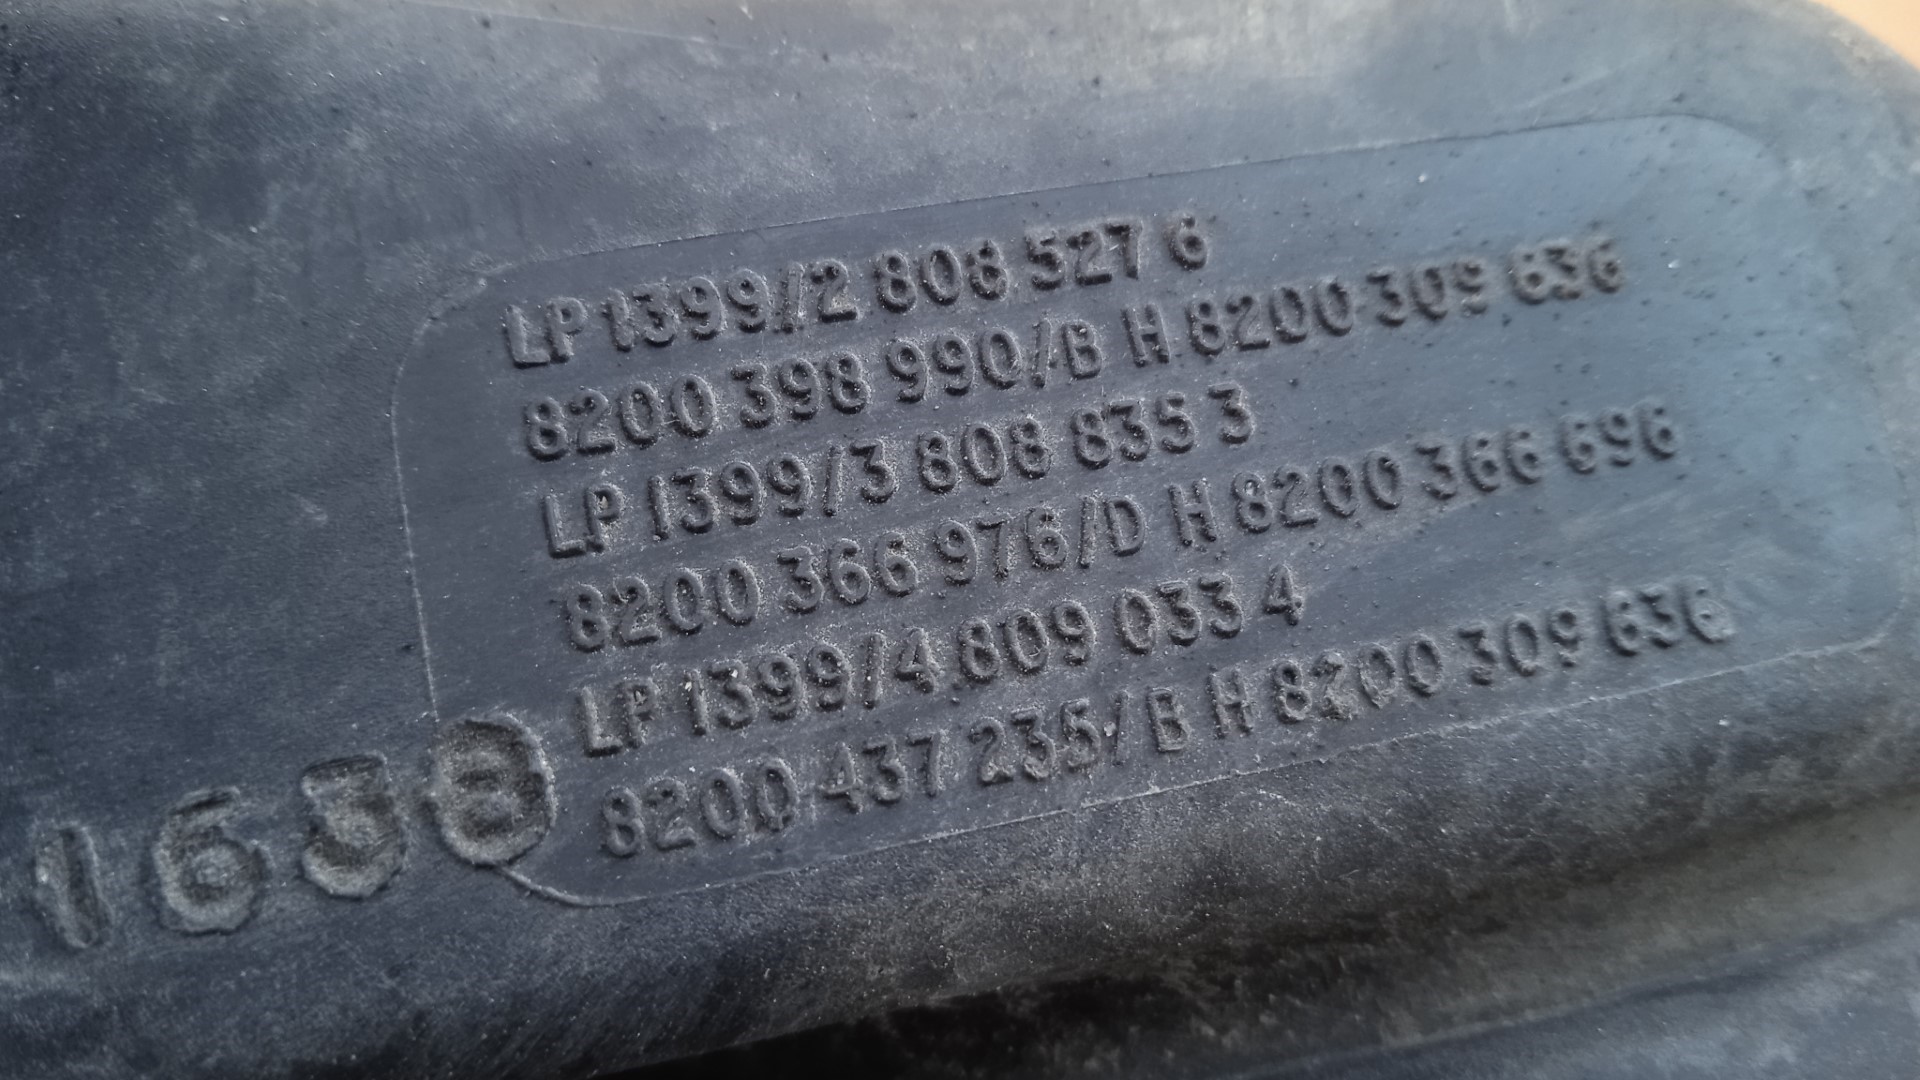 LP 1399/2 808 527 6
8200 398 990/B H 8200 309 636
LP 1399/3 808 835 3
8200 366 976/D H 8200 366 696
LP 1399/4 809 033 4
8200 437 235/B H 8200 309 636
1638